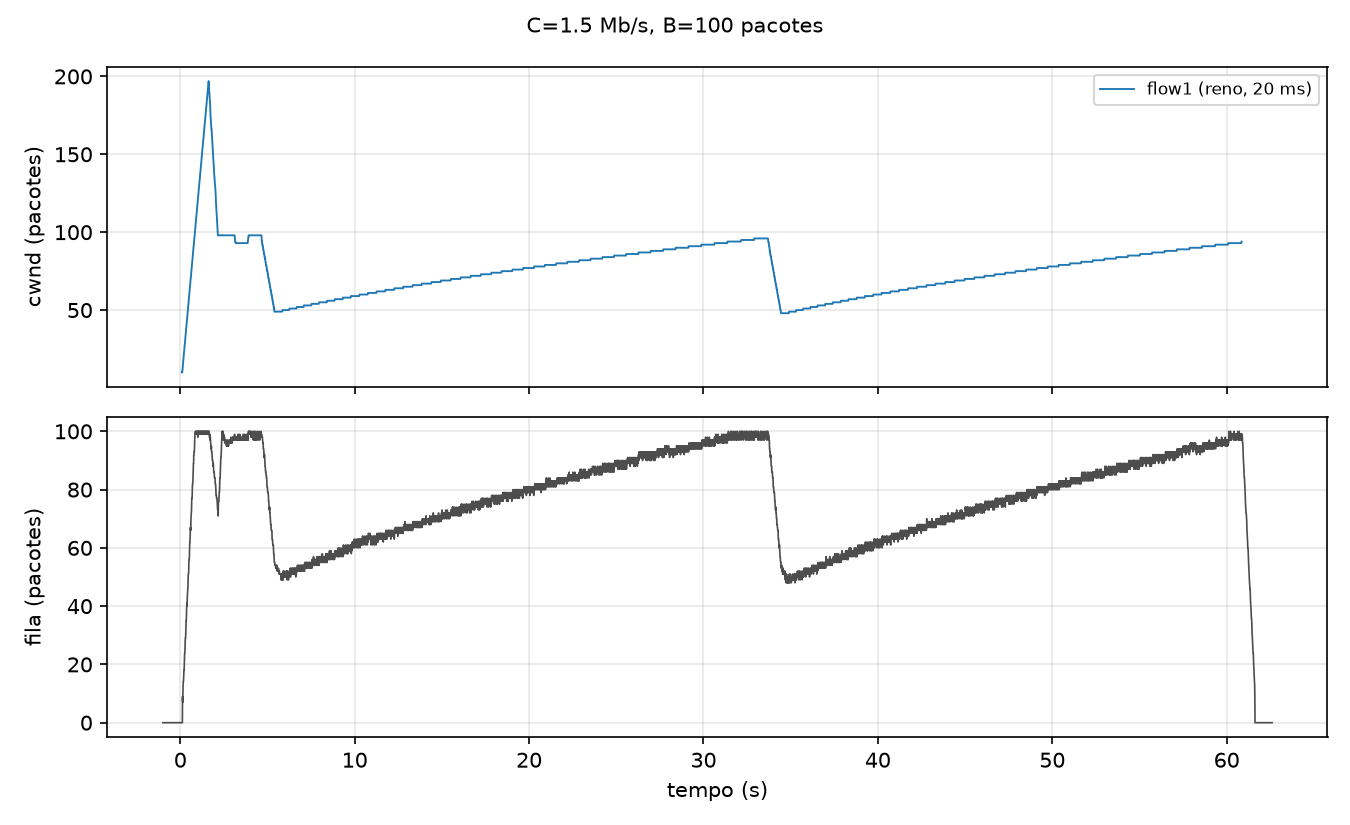 C=1.5 Mb/s, B=100 pacotes
200
150
100
50
cwnd (pacotes)
flow1 (reno, 20 ms)
100
80
60
40
20
0
fila (pacotes)
0 10 20 30 40 50 60
tempo (s)